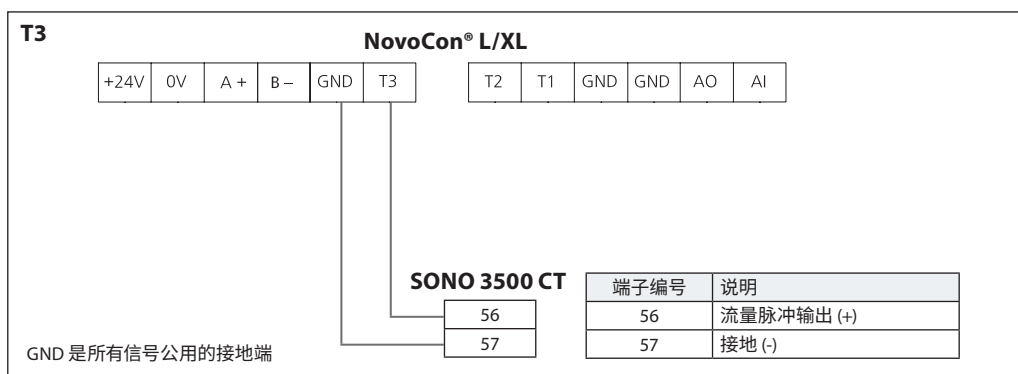 T3
NovoCon® L/XL
+24V 0V A + B – GND T3 T2 T1 GND GND AO AI
SONO 3500 CT
56
57
端子编号 说明
56 流量脉冲输出 (+)
57 接地 (-)
GND 是所有信号公用的接地端